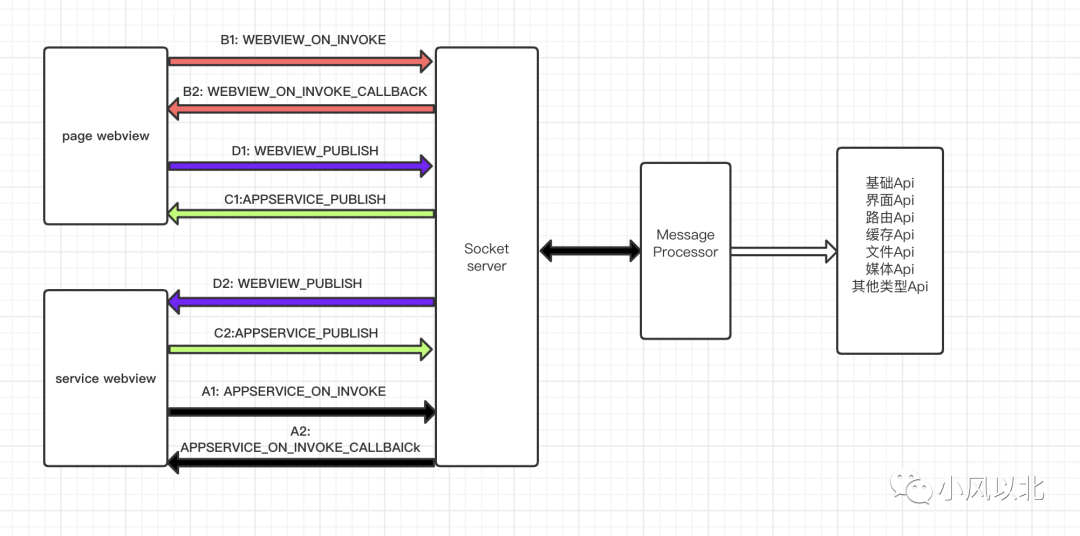 B1: WEBVIEW_ON_INVOKE
B2: WEBVIEW_ON_INVOKE_CALLBACK
page webview
D1: WEBVIEW_PUBLISH
C1:APPSERVICE_PUBLISH
D2: WEBVIEW_PUBLISH
C2:APPSERVICE_PUBLISH
service webview
A1: APPSERVICE_ON_INVOKE
A2:
APPSERVICE_ON_INVOKE_CALLBAICk
Socket
server
Message
Processor
基础Api
界面Api
路由Api
缓存Api
文件Api
媒体Api
其他类型Api
小风以北